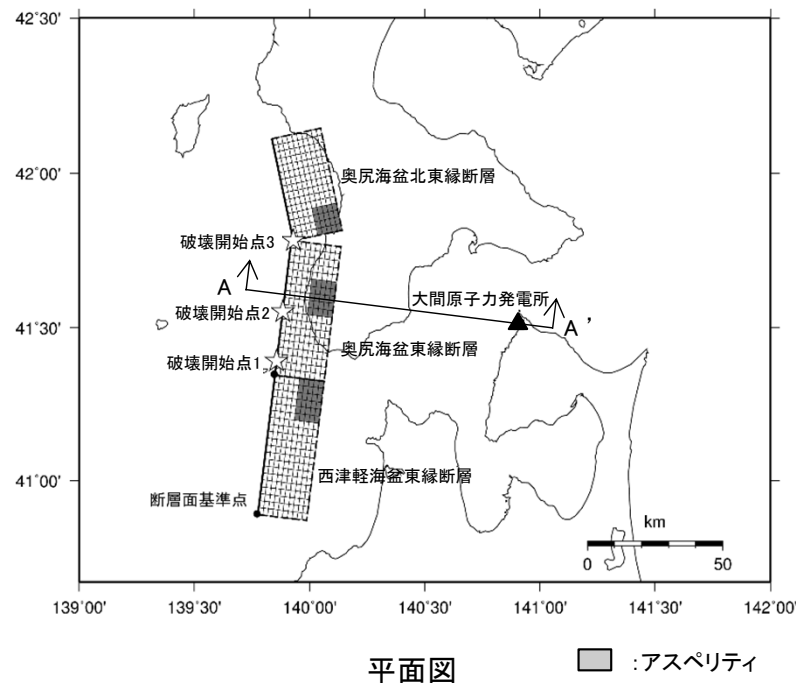 42°30'
42°00'
奥尻海盆北東縁断層
破壊開始点3
A
大間原子力発電所
破壊開始点2
A'
41°30'
奥尻海盆東縁断層
破壊開始点1
41°00'
西津軽海盆東縁断層
断層面基準点
km
0 50
139°00' 139°30' 140°00' 140°30' 141°00' 141°30' 142°00'
平面図
:アスペリティ